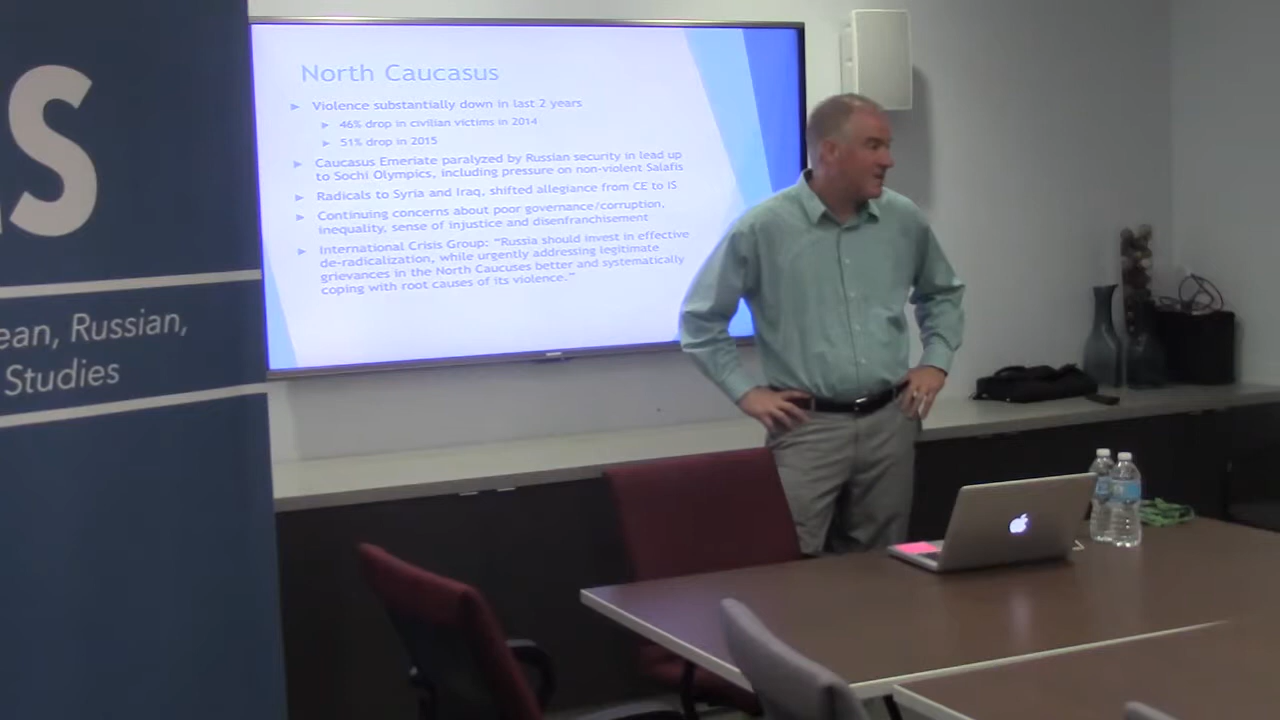 S
ean, Russian,
Studies
North Caucasus
Violence substantially down in last 2 years
46% drop in civilian victims in 2014
51% drop in 2015
Caucasus Emeriate paralyzed by Russian security in lead up
to Sochi Olympics, including pressure on non-violent Salafis
Radicals to Syria and Iraq, shifted allegiance from CE to IS
Continuing concerns about poor governance/corruption,
inequality, sense of injustice and disenfranchisement
International Crisis Group: "Russia should invest in effective
de-radicalization, while urgently addressing legitimate
grievances in the North Caucuses better and systematically
coping with root causes of its violence."